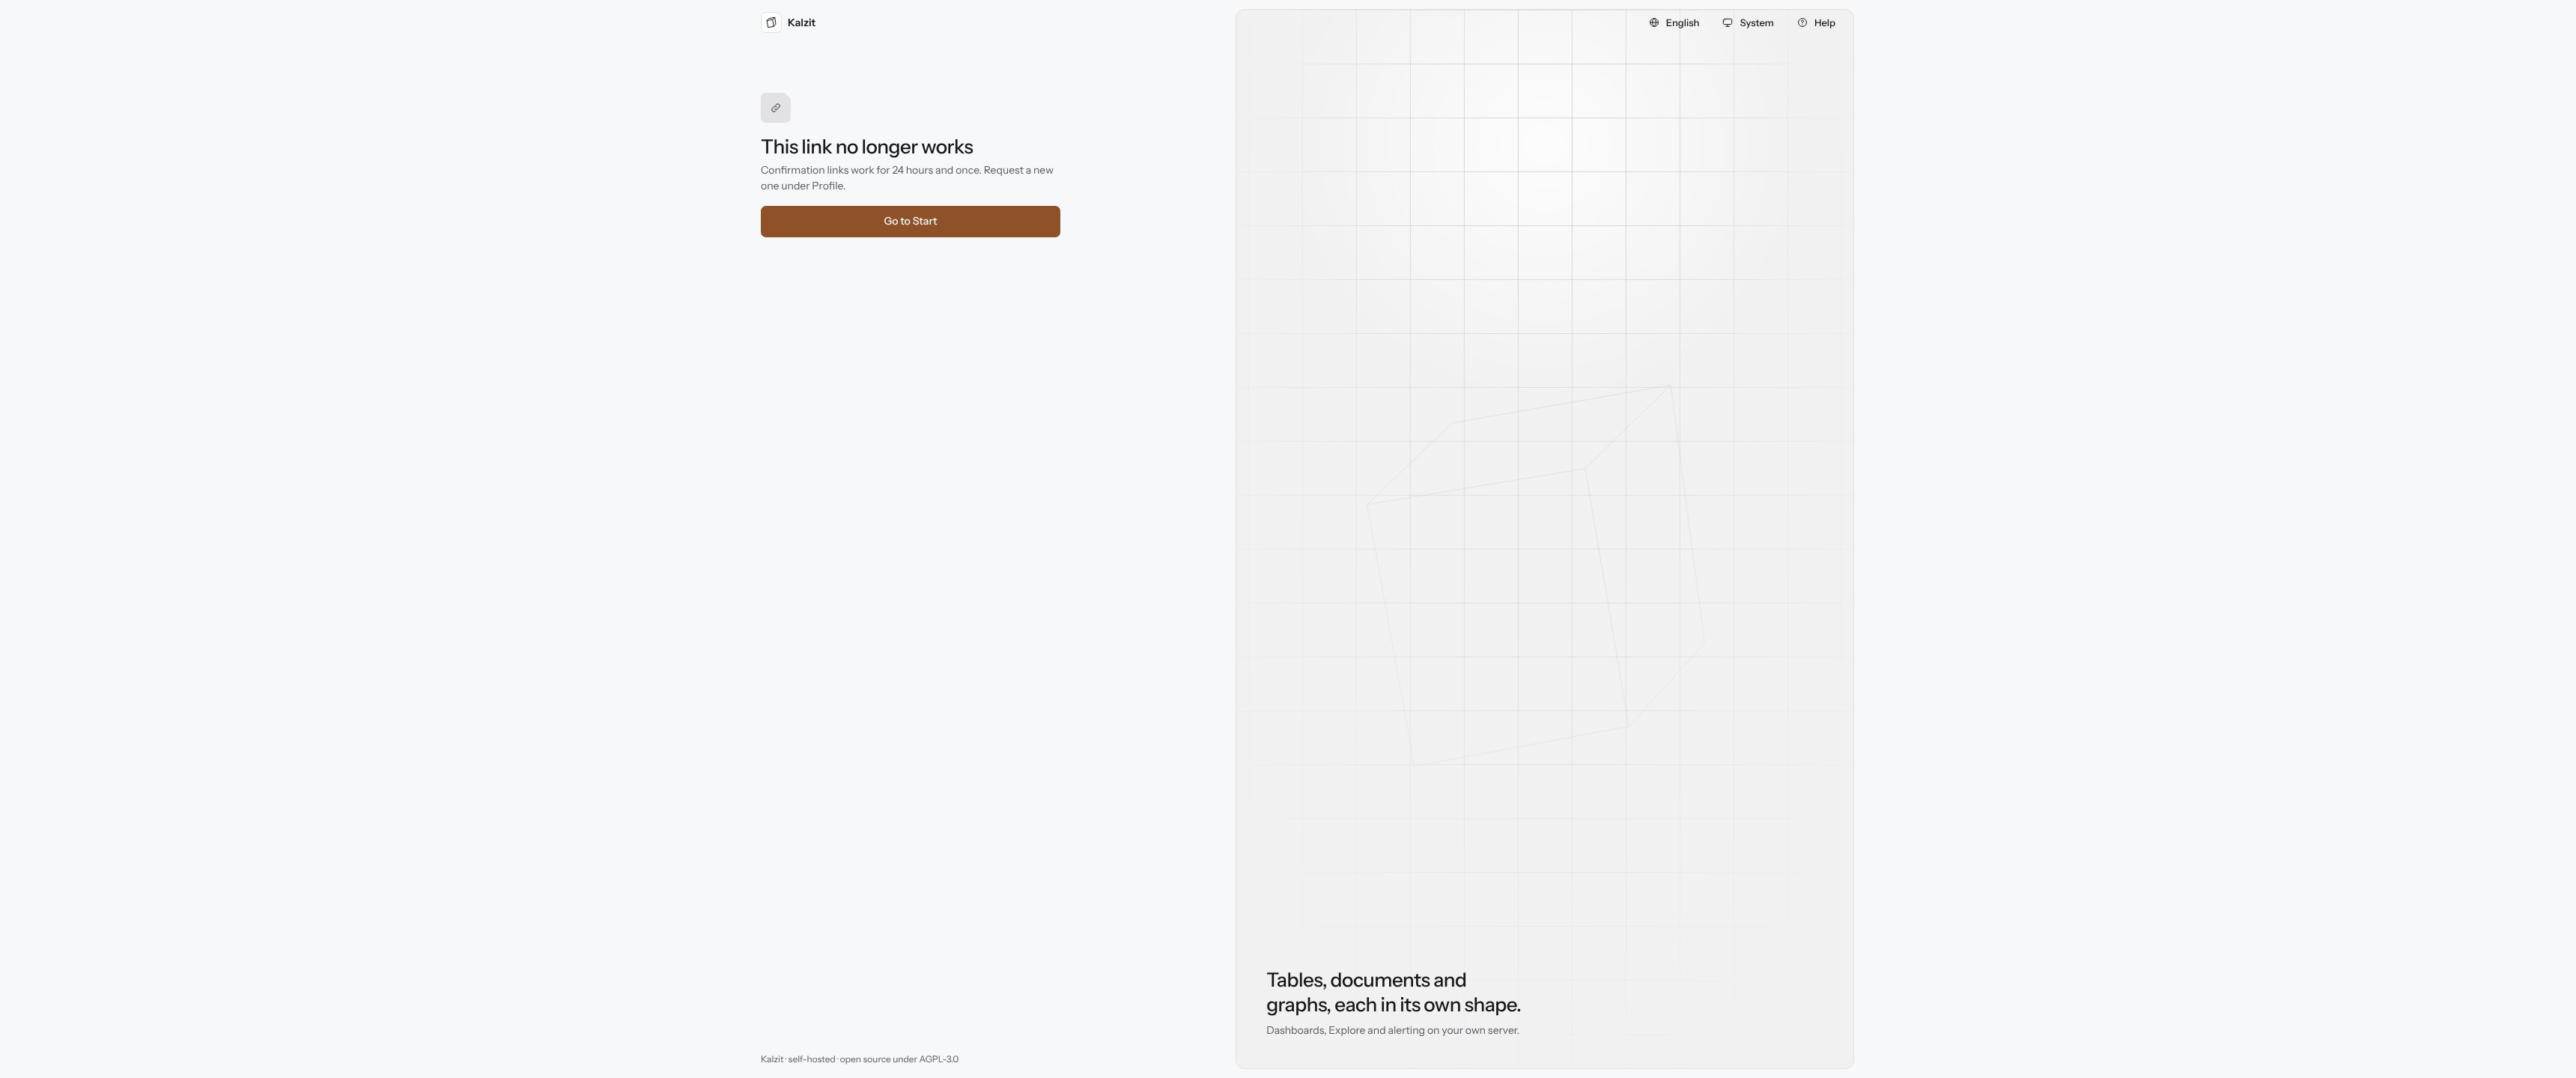 Kalzit
English
System
Help
This link no longer works
Confirmation links work for 24 hours and once. Request a new
one under Profile.
Go to Start
Tables, documents and
graphs, each in its own shape.
Dashboards, Explore and alerting on your own server.
Kalzit · self-hosted · open source under AGPL-3.0